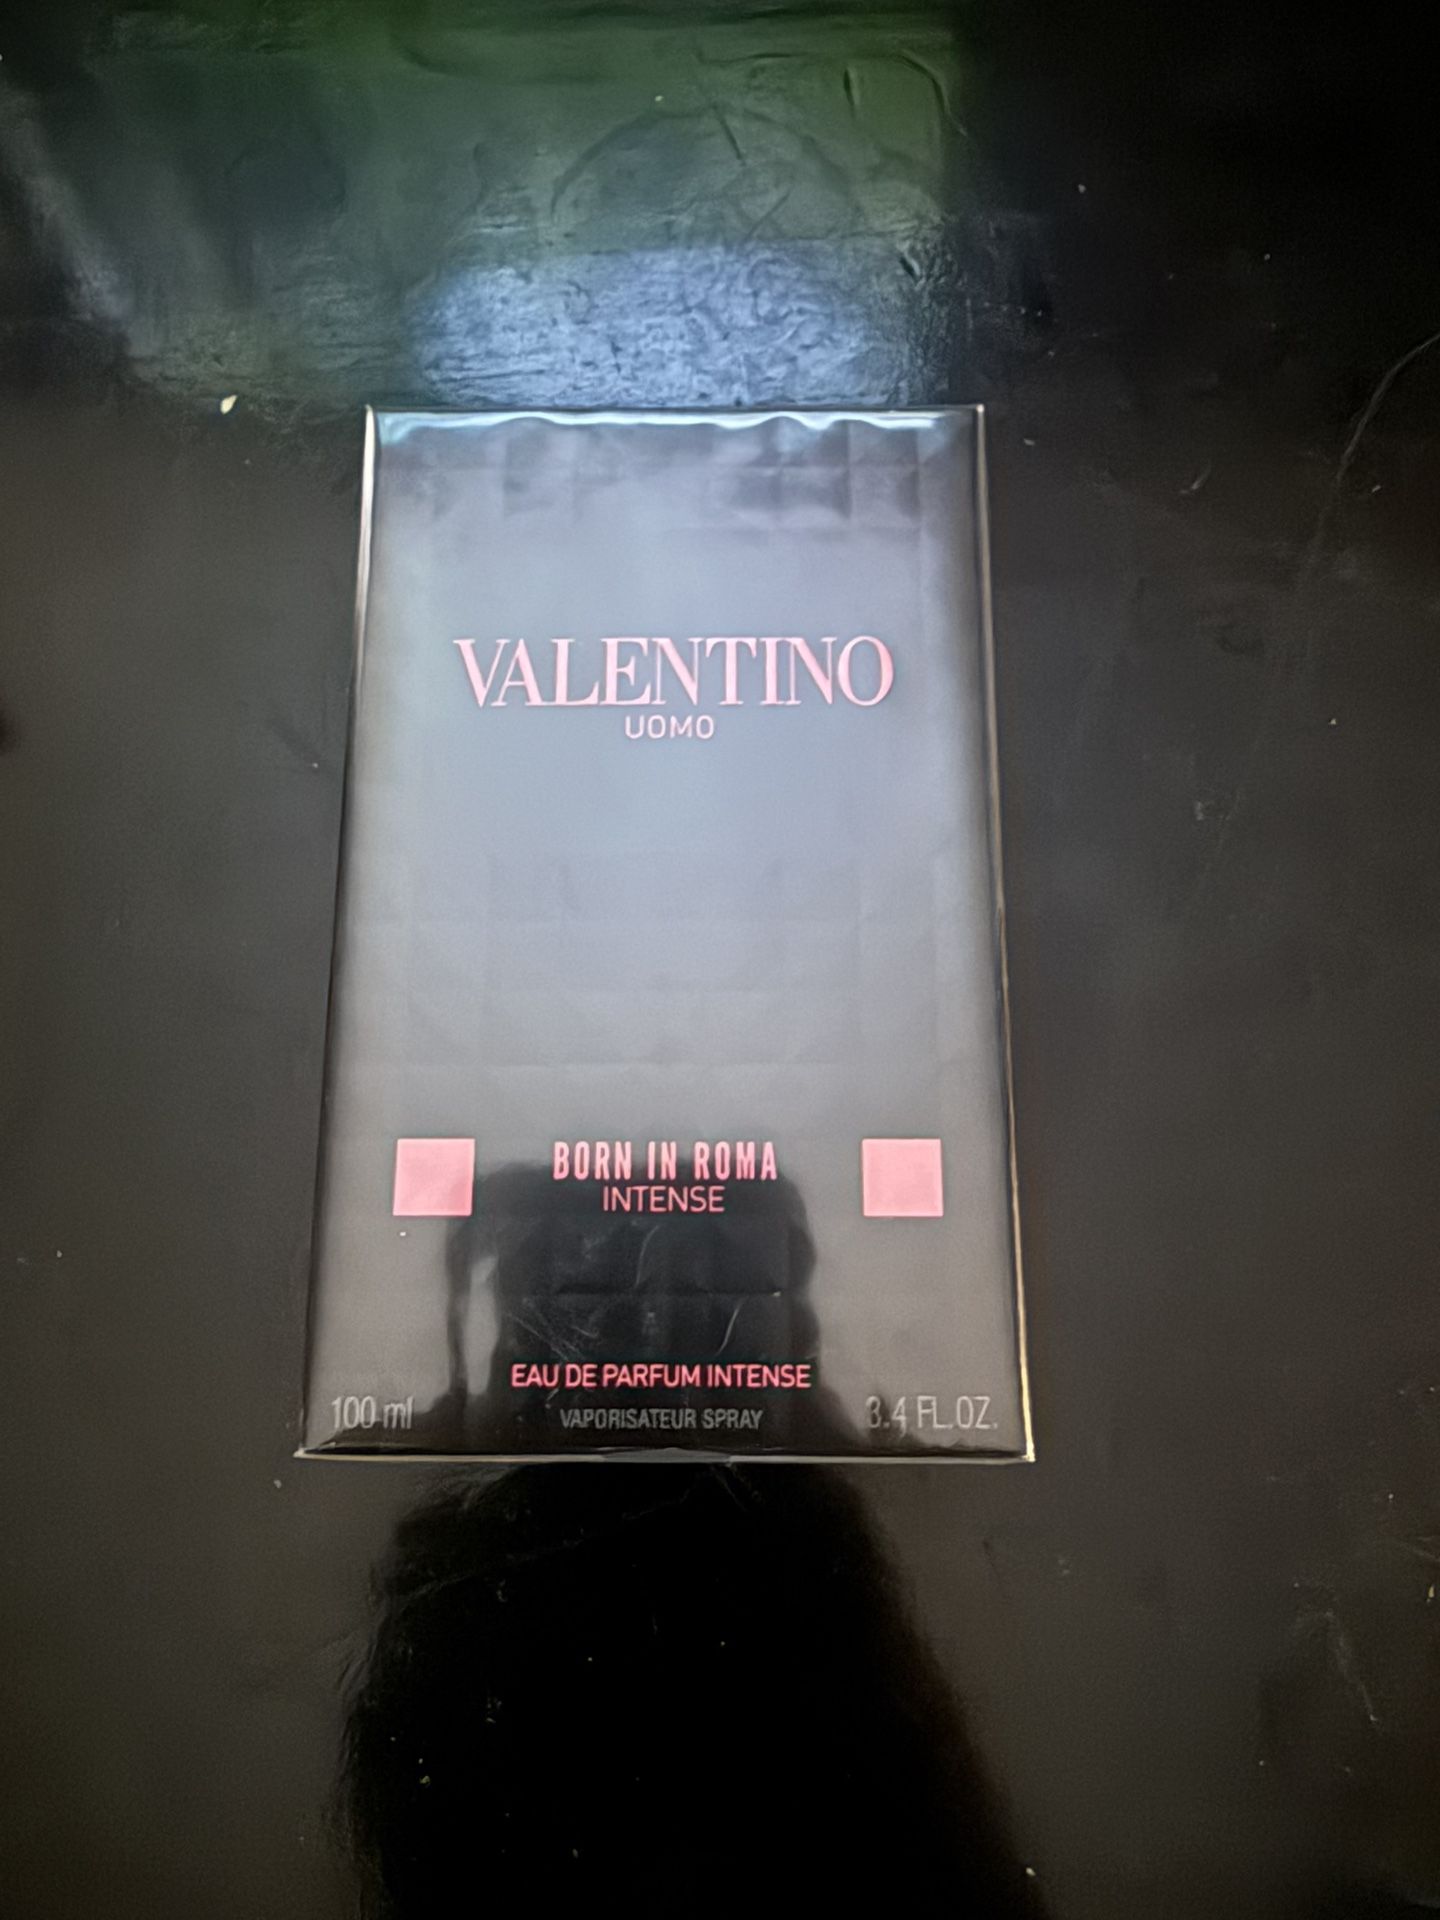 VALENTINO
UOMO
BORN IN ROMA
INTENSE
EAU DE PARFUM INTENSE
100 ml VAPORISATEUR SPRAY 3.4 FL.OZ.